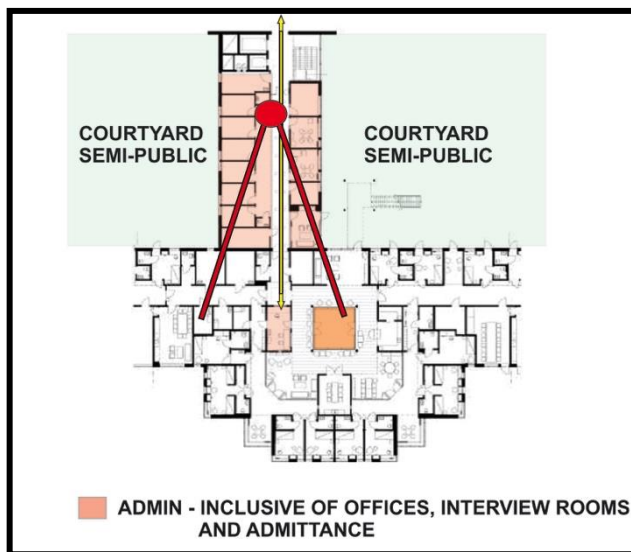 COURTYARD
SEMI-PUBLIC
COURTYARD
SEMI-PUBLIC
ADMIN - INCLUSIVE OF OFFICES, INTERVIEW ROOMS
AND ADMITTANCE